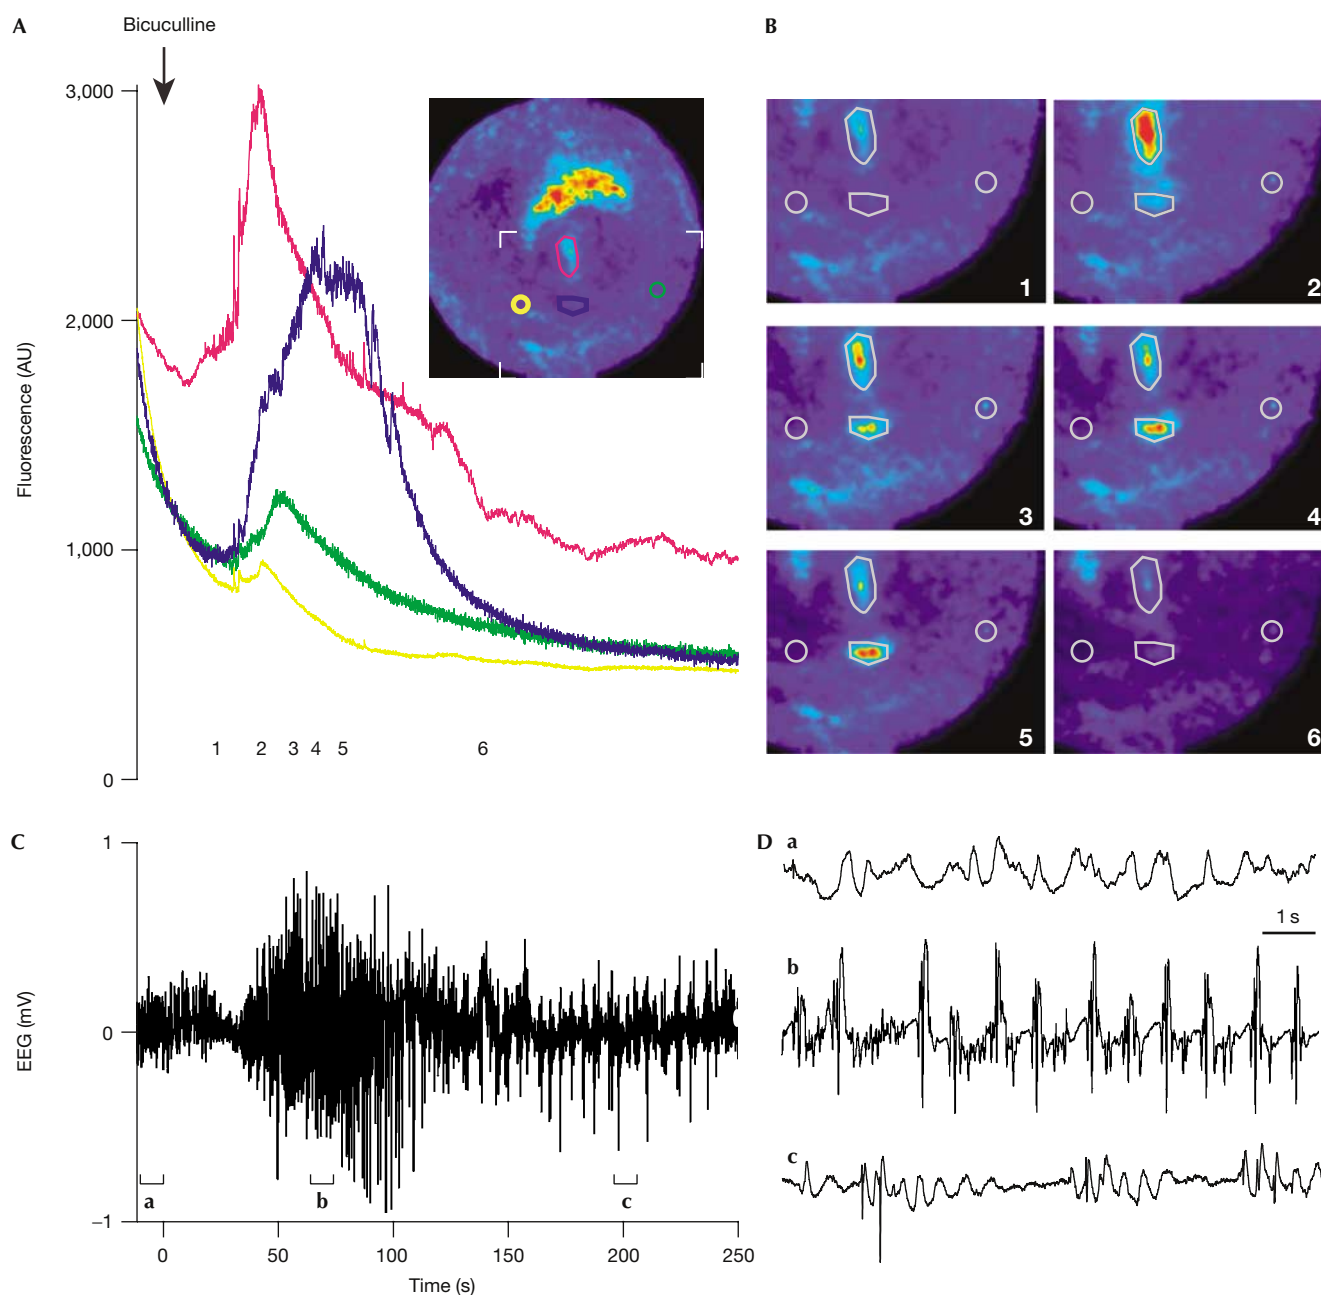 A
Bicuculline
3,000
2,000
1,000
0
Fluorescence (AU)
1 2 3 4 5 6
B
1
2
3
4
5
6
C
1
0
−1
EEG (mV)
a b c
0 50 100 150 200 250
Time (s)
D
a
1 s
b
c